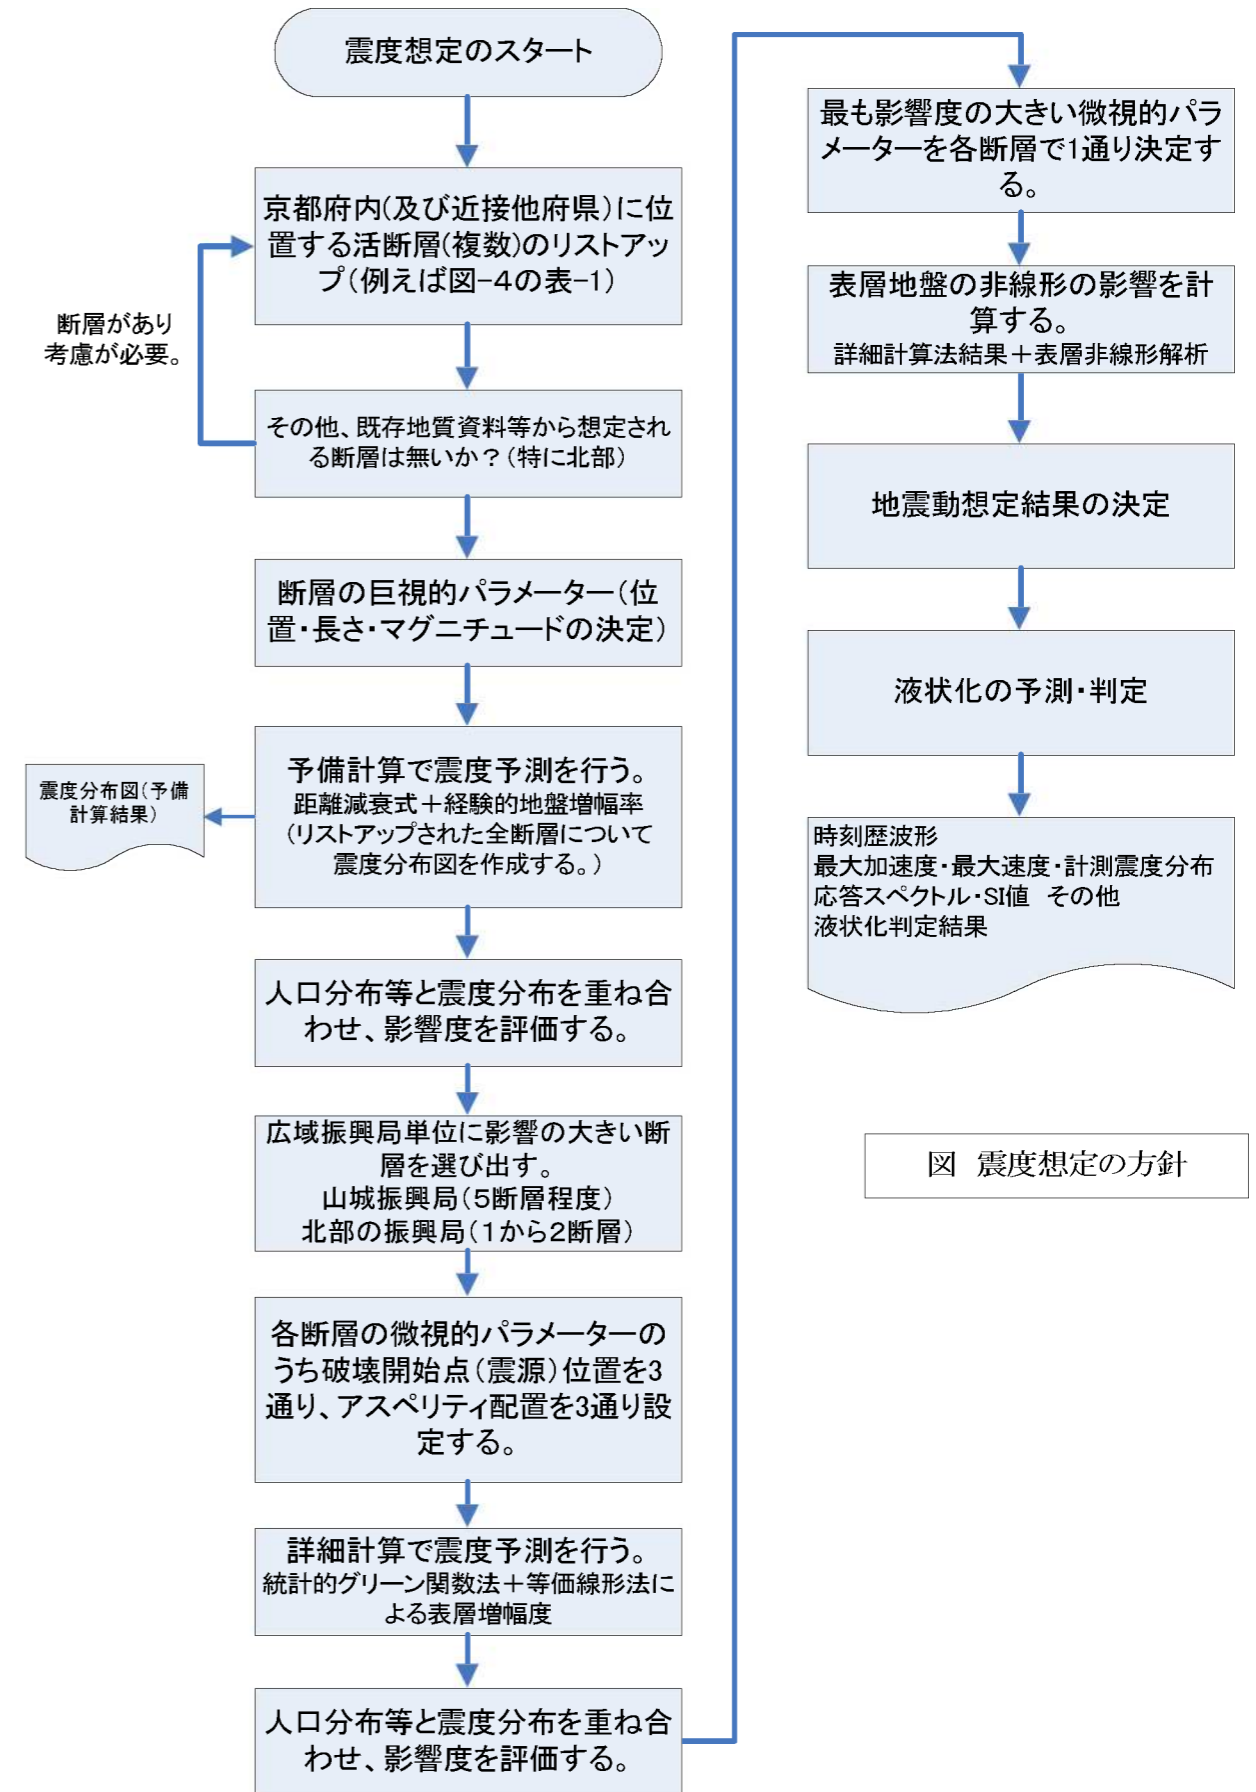 震度想定のスタート
京都府内(及び近接他府県)に位
置する活断層(複数)のリストアッ
プ(例えば図-4の表-1)
断層があり
考慮が必要。
その他、既存地質資料等から想定され
る断層は無いか?(特に北部)
断層の巨視的パラメーター(位
置・長さ・マグニチュードの決定)
予備計算で震度予測を行う。
距離減衰式+経験的地盤増幅率
(リストアップされた全断層について
震度分布図を作成する。)
震度分布図(予備
計算結果)
人口分布等と震度分布を重ね合
わせ、影響度を評価する。
広域振興局単位に影響の大きい断
層を選び出す。
山城振興局(5断層程度)
北部の振興局(1から2断層)
各断層の微視的パラメーターの
うち破壊開始点(震源)位置を3
通り、アスペリティ配置を3通り設
定する。
詳細計算で震度予測を行う。
統計的グリーン関数法+等価線形法に
よる表層増幅度
人口分布等と震度分布を重ね合
わせ、影響度を評価する。
最も影響度の大きい微視的パラ
メーターを各断層で1通り決定す
る。
表層地盤の非線形の影響を計
算する。
詳細計算法結果+表層非線形解析
地震動想定結果の決定
液状化の予測・判定
時刻歴波形
最大加速度・最大速度・計測震度分布
応答スペクトル・SI値 その他
液状化判定結果
図 震度想定の方針